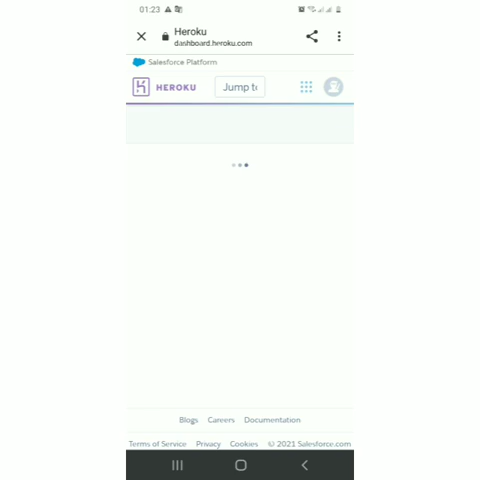 01:23
Heroku
dashboard.heroku.com
Salesforce Platform
HEROKU Jump to
Blogs Careers Documentation
Terms of Service Privacy Cookies © 2021 Salesforce.com